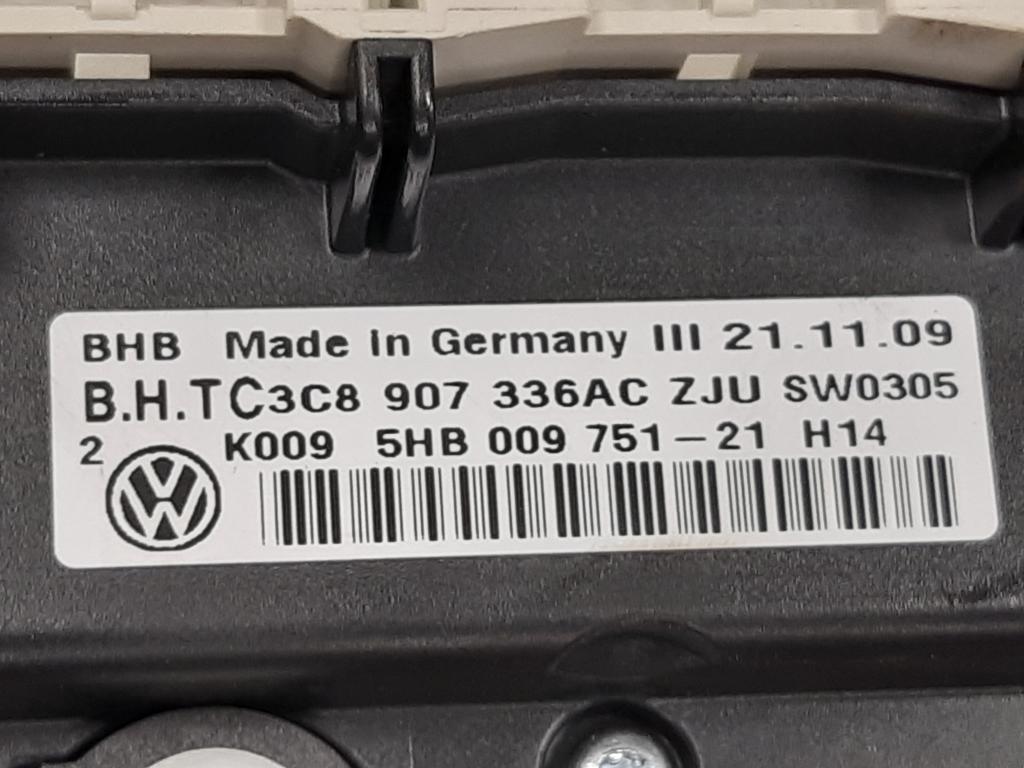 BHB Made In Germany III 21.11.09
B.H.TC3C8 907 336AC ZJU SW0305
2 K009 5HB 009 751-21 H14